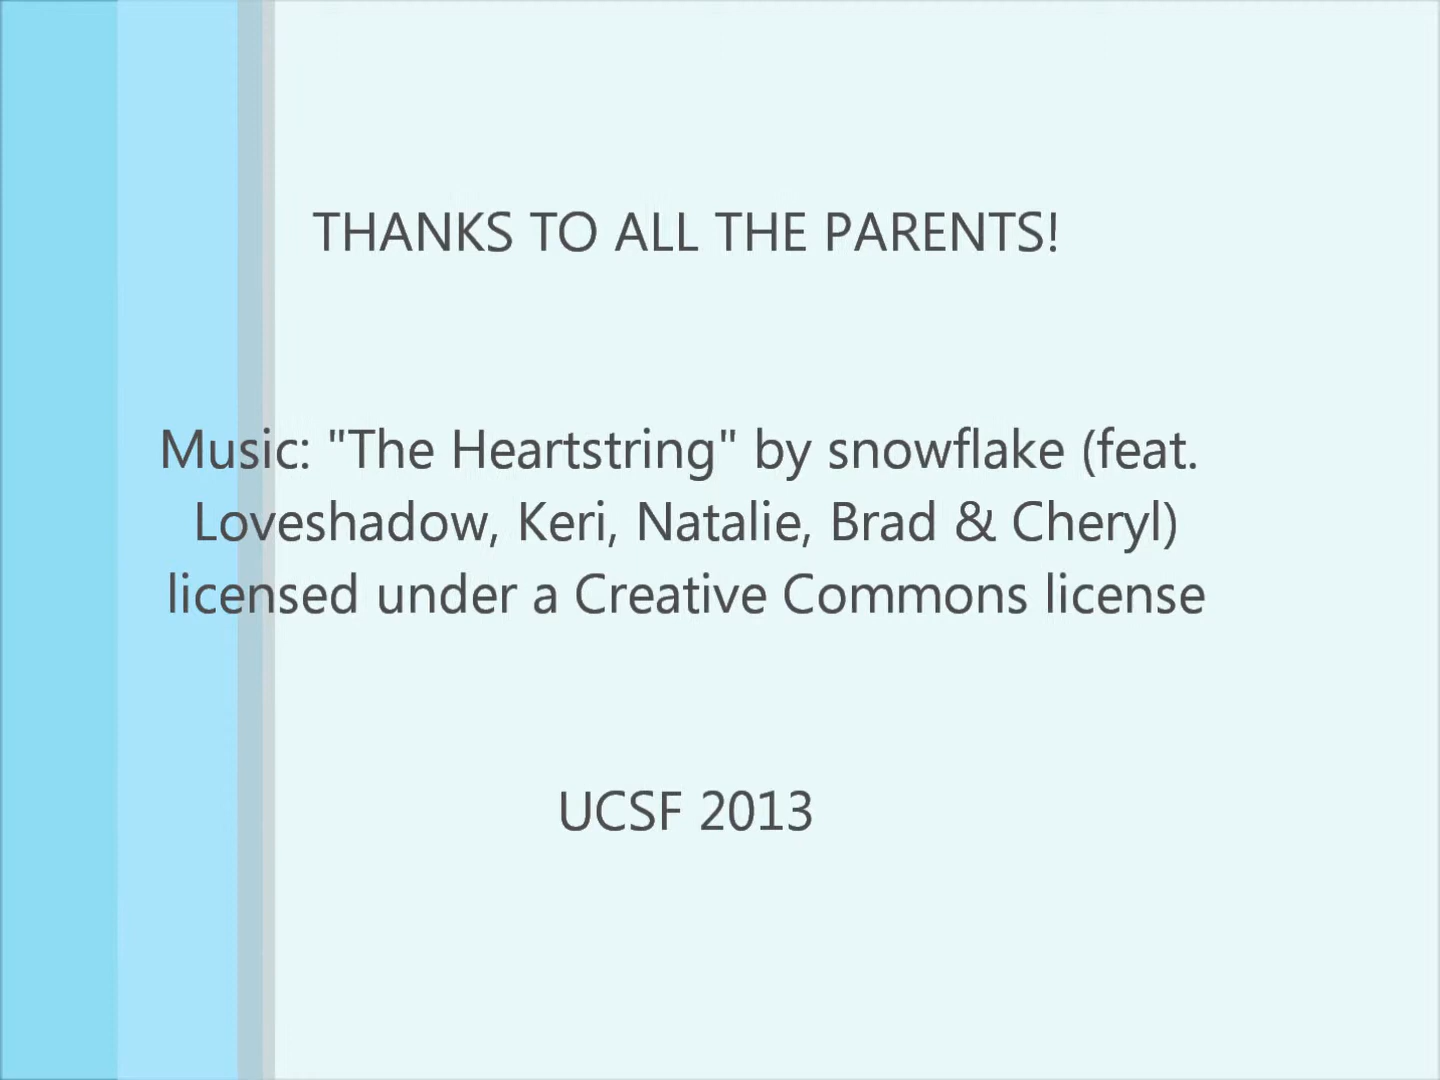 THANKS TO ALL THE PARENTS!
Music: "The Heartstring" by snowflake (feat.
Loveshadow, Keri, Natalie, Brad & Cheryl)
licensed under a Creative Commons license
UCSF 2013